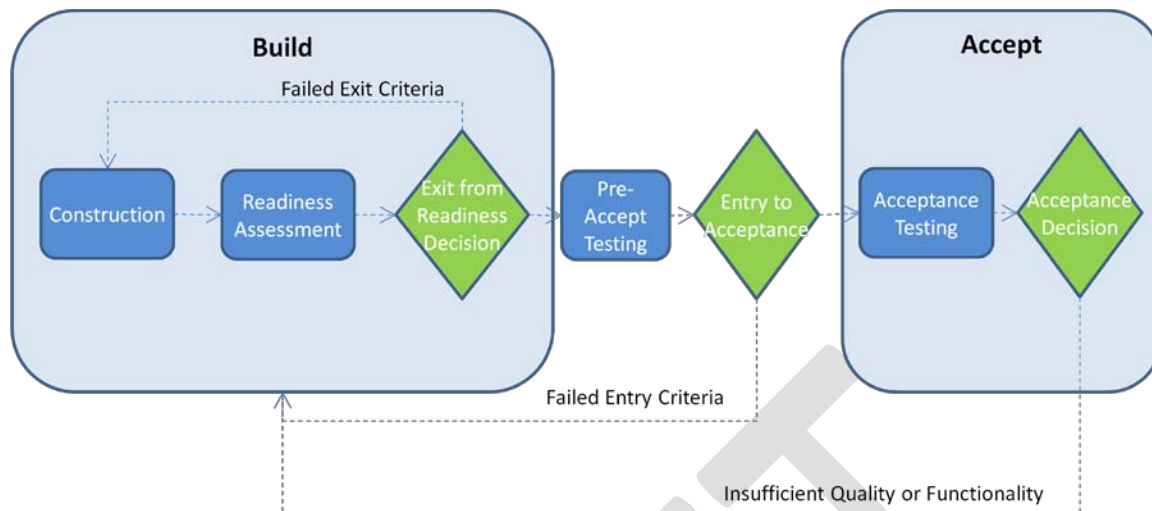 Build
Accept
Failed Exit Criteria
Construction
Readiness
Assessment
Exit from
Readiness
Decision
Pre-
Accept
Testing
Entry to
Acceptance
Acceptance
Testing
Acceptance
Decision
Failed Entry Criteria
Insufficient Quality or Functionality